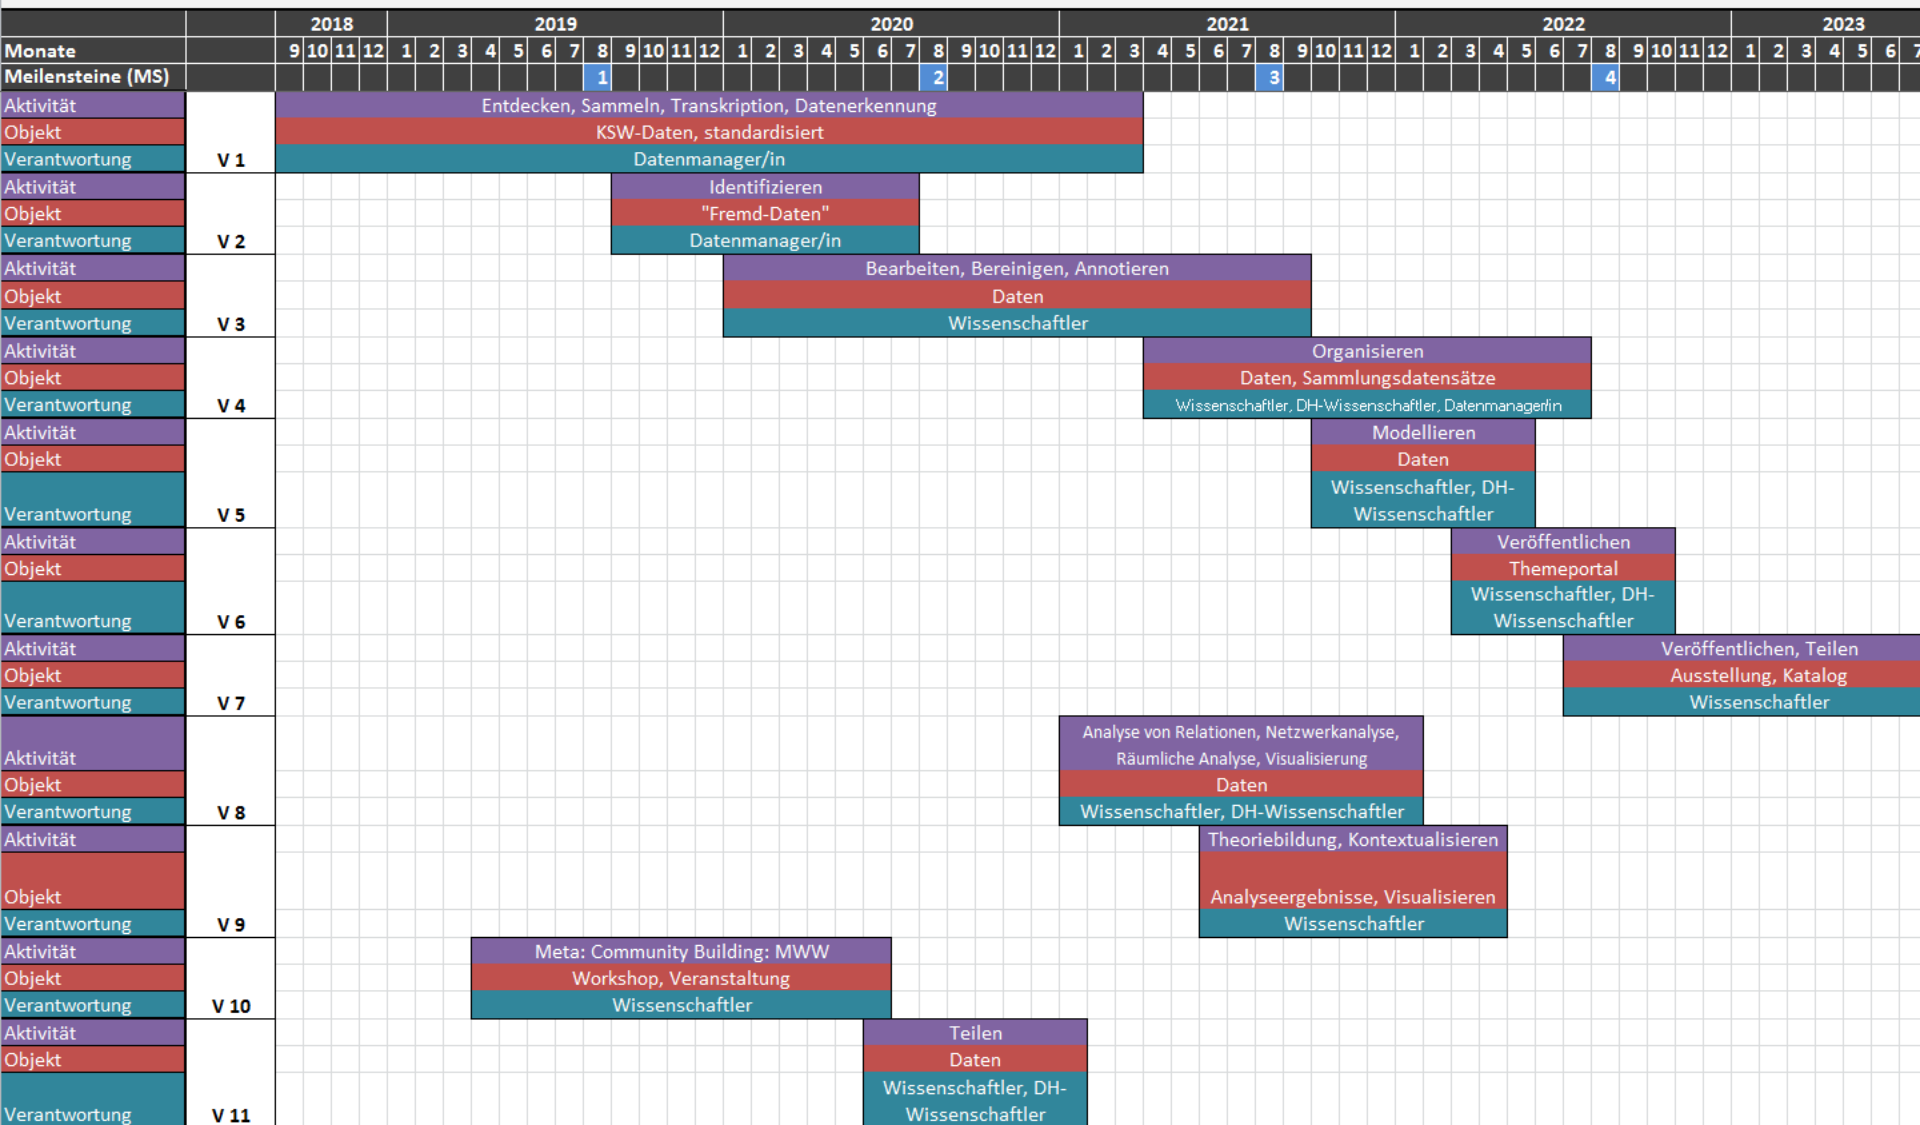 2018 2019 2020 2021 2022 2023
Monate 9 10 11 12 1 2 3 4 5 6 7 8 9 10 11 12 1 2 3 4 5 6 7 8 9 10 11 12 1 2 3 4 5 6 7 8 9 10 11 12 1 2 3 4 5 6 7 8 9 10 11 12 1 2 3 4 5 6 7
Meilensteine (MS) 1 2 3 4
Aktivität Entdecken, Sammeln, Transkription, Datenerkennung
Objekt KSW-Daten, standardisiert
Verantwortung V 1 Datenmanager/in
Aktivität Identifizieren
Objekt "Fremd-Daten"
Verantwortung V 2 Datenmanager/in
Aktivität Bearbeiten, Bereinigen, Annotieren
Objekt Daten
Verantwortung V 3 Wissenschaftler
Aktivität Organisieren
Objekt Daten, Sammlungsdatensätze
Verantwortung V 4 Wissenschaftler, DH-Wissenschaftler, Datenmanager/in
Aktivität Modellieren
Objekt Daten
Wissenschaftler, DH-
Verantwortung V 5 Wissenschaftler
Aktivität Veröffentlichen
Objekt Themeportal
Wissenschaftler, DH-
Verantwortung V 6 Wissenschaftler
Aktivität Veröffentlichen, Teilen
Objekt Ausstellung, Katalog
Verantwortung V 7 Wissenschaftler
Analyse von Relationen, Netzwerkanalyse,
Aktivität Räumliche Analyse, Visualisierung
Objekt Daten
Verantwortung V 8 Wissenschaftler, DH-Wissenschaftler
Aktivität Theoriebildung, Kontextualisieren
Objekt Analyseergebnisse, Visualisieren
Verantwortung V 9 Wissenschaftler
Aktivität Meta: Community Building: MWW
Objekt Workshop, Veranstaltung
Verantwortung V 10 Wissenschaftler
Aktivität Teilen
Objekt Daten
Wissenschaftler, DH-
Verantwortung V 11 Wissenschaftler